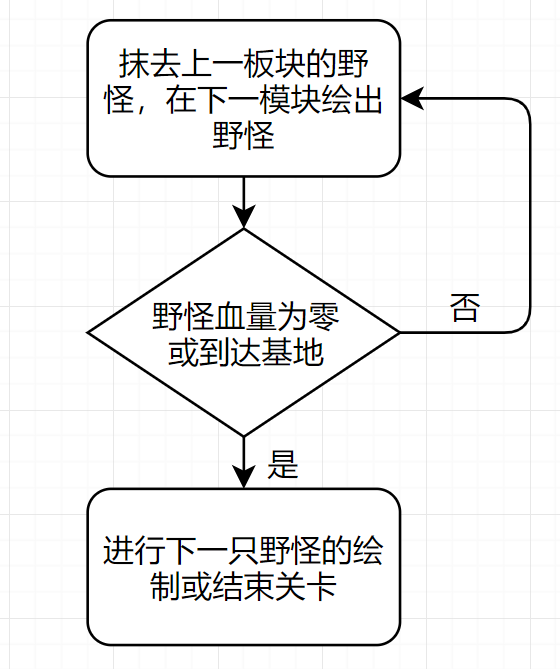 抹去上一板块的野
怪，在下一模块绘出
野怪
野怪血量为零
或到达基地
否
是
进行下一只野怪的绘
制或结束关卡